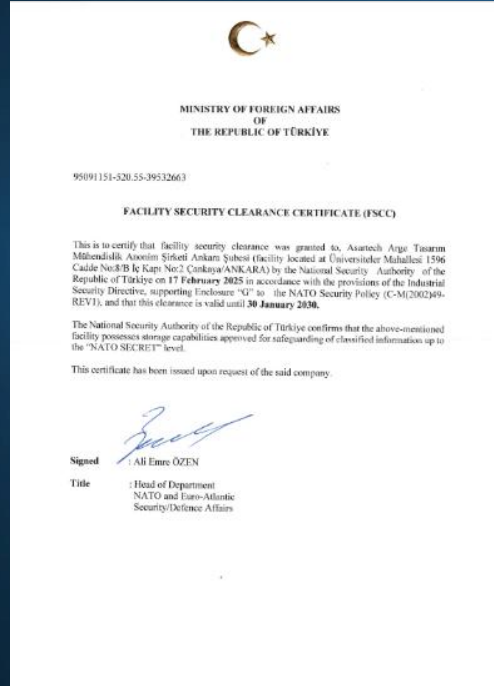 MINISTRY OF FOREIGN AFFAIRS
OF
THE REPUBLIC OF TÜRKİYE
95091151-520.55-39532663
FACILITY SECURITY CLEARANCE CERTIFICATE (FSCC)
This is to certify that facility security clearance was granted to, Asartech Arge Tasarım
Mühendislik Anonim Şirketi Ankara Şubesi (facility located at Üniversiteler Mahallesi 1596
Cadde No:8/B İç Kapı No:2 Çankaya/ANKARA) by the National Security Authority of the
Republic of Türkiye on 17 February 2025 in accordance with the provisions of the Industrial
Security Directive, supporting Enclosure "G" to the NATO Security Policy (C-M(2002)49-
REV1), and that this clearance is valid until 30 January 2030.
The National Security Authority of the Republic of Türkiye confirms that the above-mentioned
facility possesses storage capabilities approved for safeguarding of classified information up to
the "NATO SECRET" level.
This certificate has been issued upon request of the said company.
Signed : Ali Emre ÖZEN
Title : Head of Department
NATO and Euro-Atlantic
Security/Defence Affairs